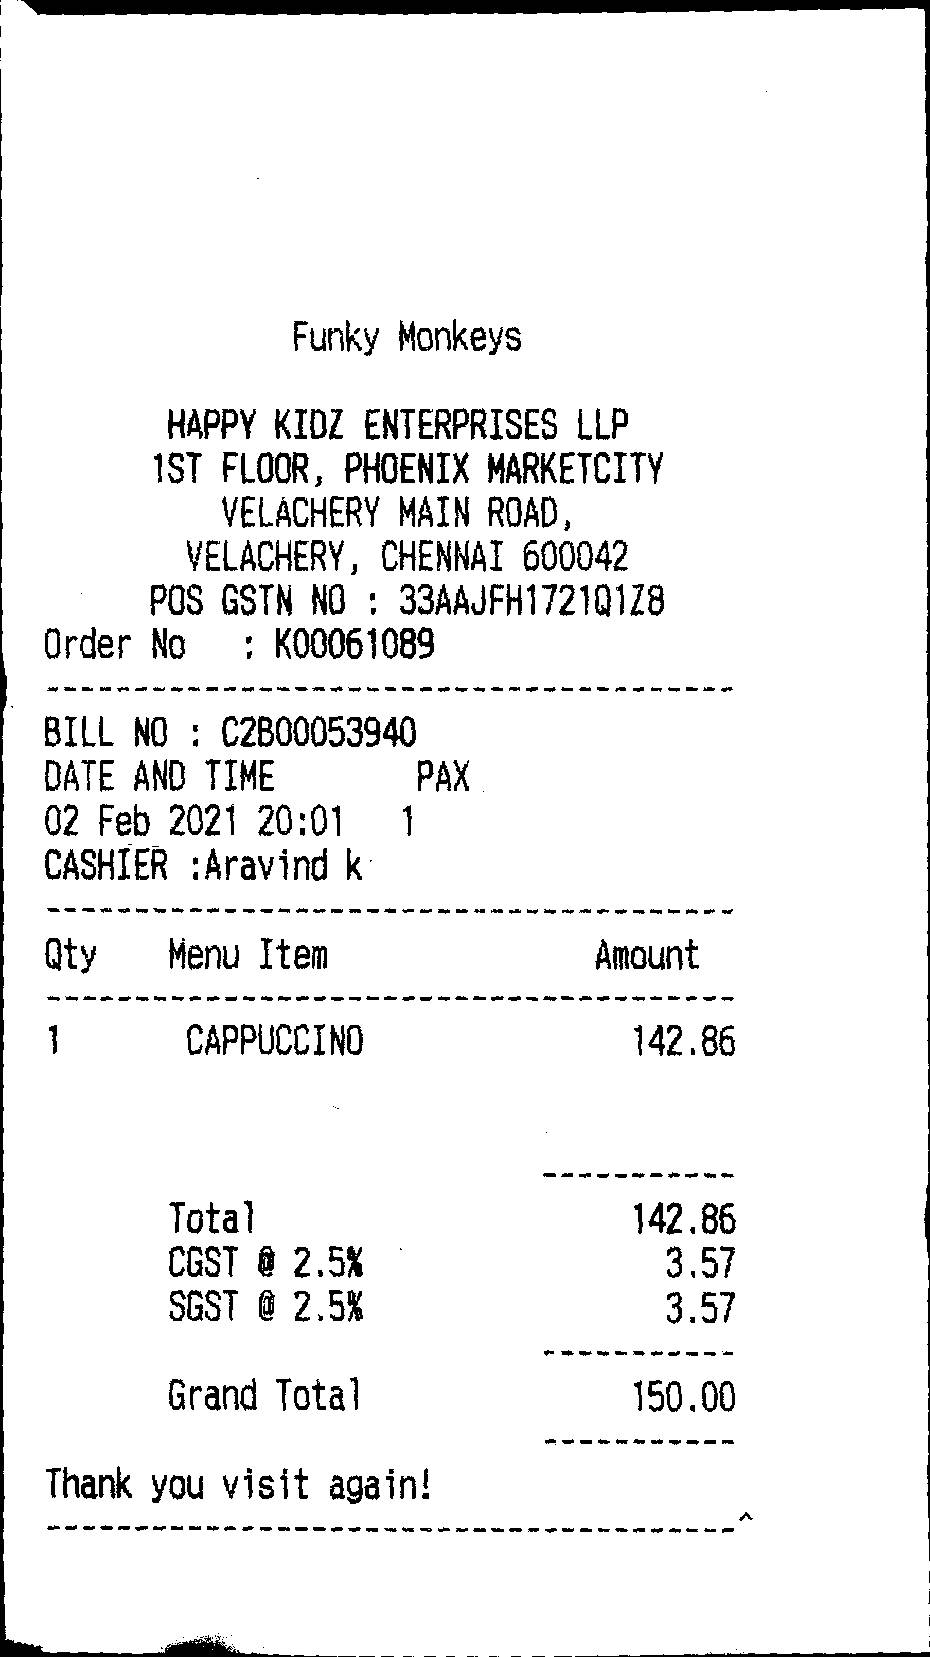 Funky Monkeys
HAPPY KIDZ ENTERPRISES LLP
1ST FLOOR, PHOENIX MARKETCITY
VELACHERY MAIN ROAD,
VELACHERY, CHENNAI 600042
POS GSTN NO : 33AAJFH1721Q1Z8
Order No : K00061089
----------------------------------------
BILL NO : C2B00053940
DATE AND TIME PAX
02 Feb 2021 20:01 1
CASHIER :Aravind k
----------------------------------------
Qty Menu Item Amount
----------------------------------------
1 CAPPUCCINO 142.86
-----------
Total 142.86
CGST @ 2.5% 3.57
SGST @ 2.5% 3.57
-----------
Grand Total 150.00
-----------
Thank you visit again!
----------------------------------------^